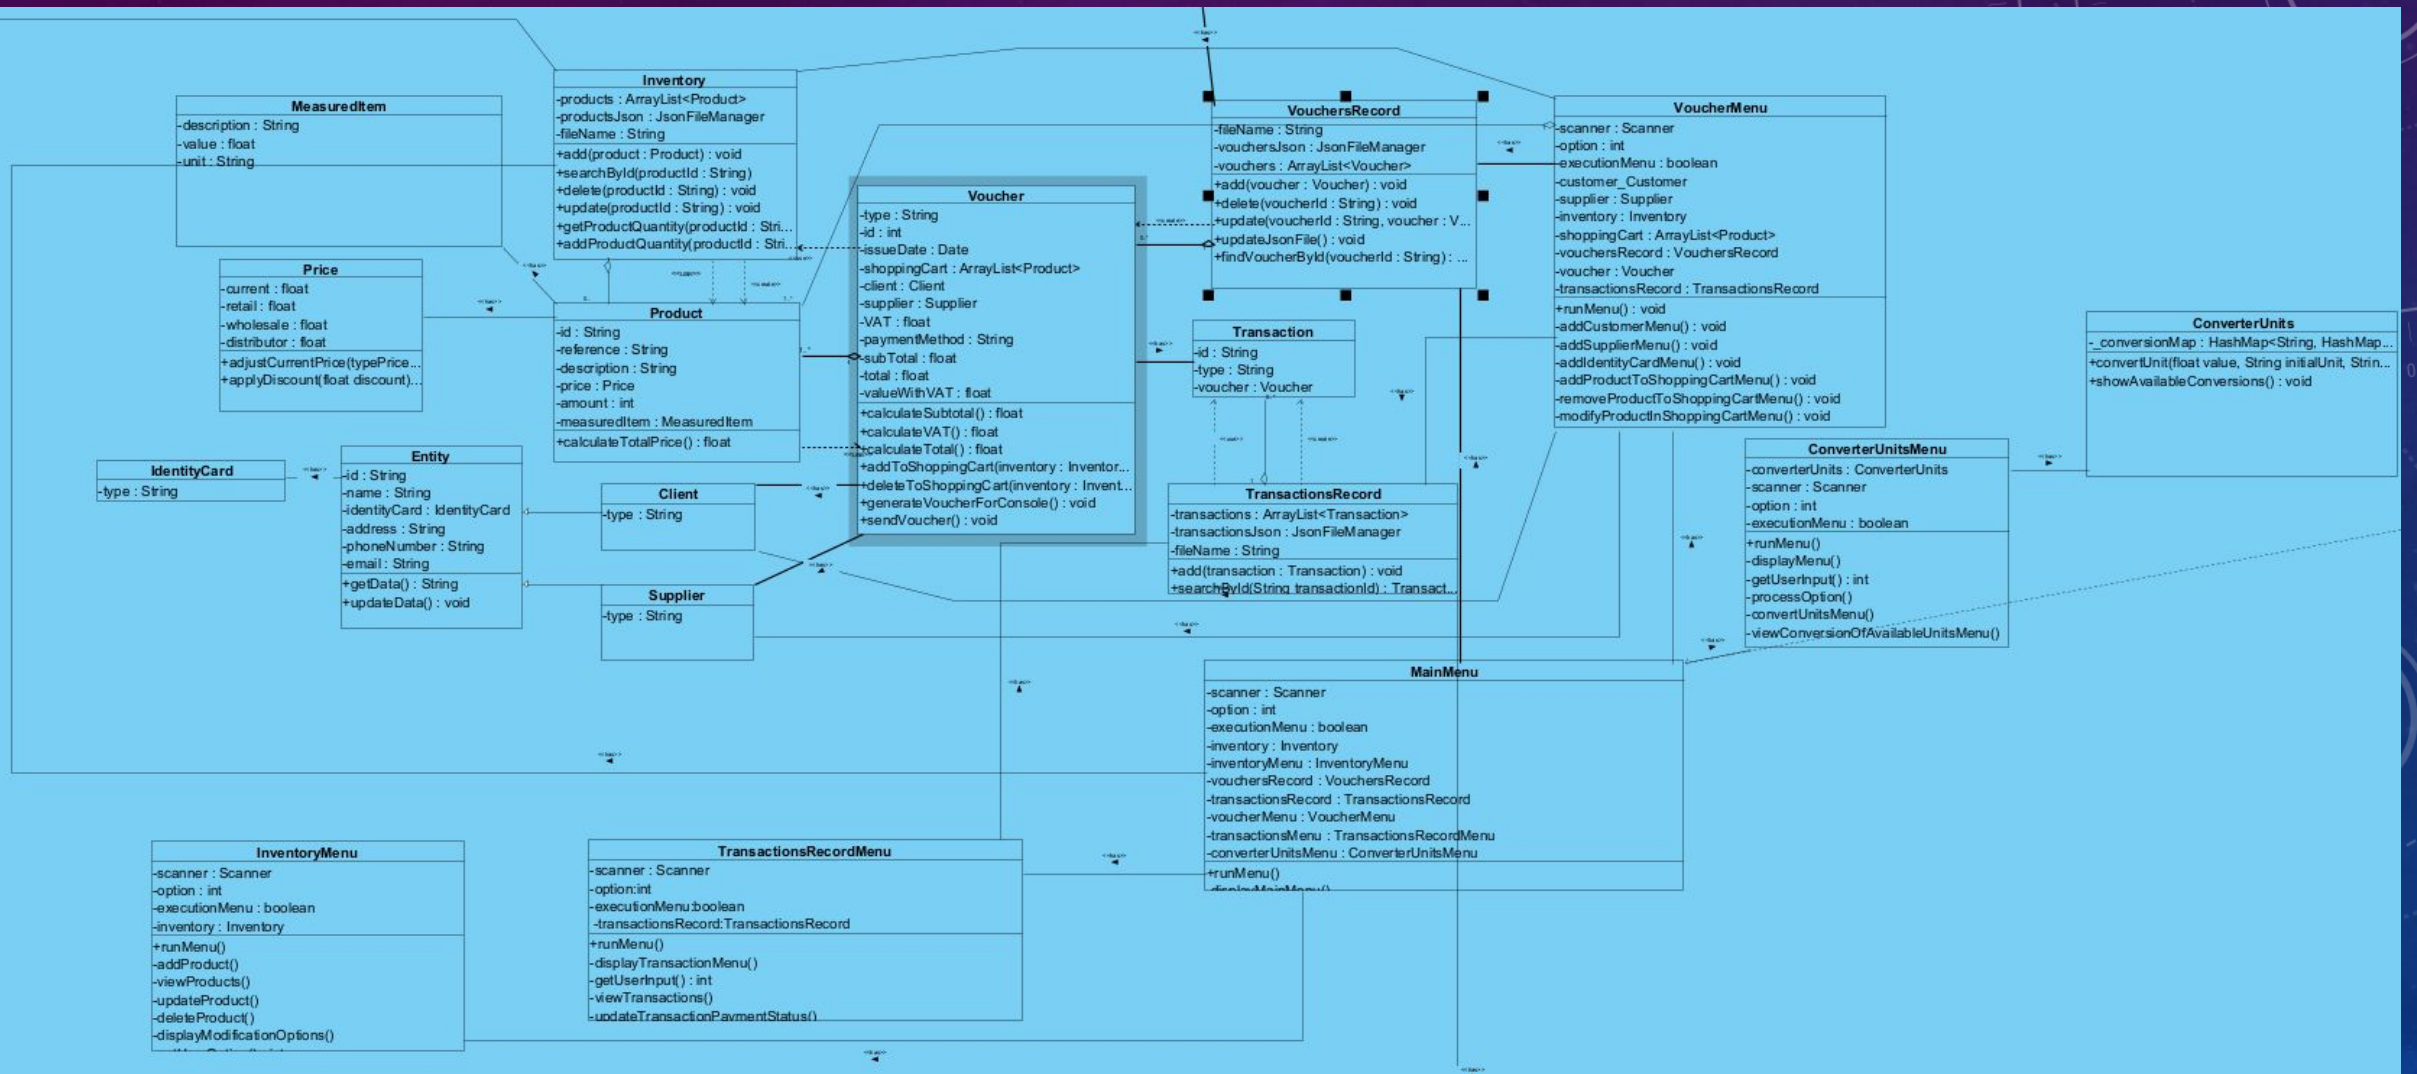 MeasuredItem
-description : String
-value : float
-unit : String
Inventory
-products : ArrayList<Product>
-productsJson : JsonFileManager
-fileName : String
+add(product : Product) : void
+searchById(productId : String)
+delete(productId : String) : void
+update(productId : String) : void
+getProductQuantity(productId : Stri...
+addProductQuantity(productId : Stri...
VouchersRecord
-fileName : String
-vouchersJson : JsonFileManager
-vouchers : ArrayList<Voucher>
+add(voucher : Voucher) : void
+delete(voucherId : String) : void
+update(voucherId : String, voucher : V...
+updateJsonFile() : void
+findVoucherById(voucherId : String) : ...
VoucherMenu
-scanner : Scanner
-option : int
-executionMenu : boolean
-customer_Customer
-supplier : Supplier
-inventory : Inventory
-shoppingCart : ArrayList<Product>
-vouchersRecord : VouchersRecord
-voucher : Voucher
-transactionsRecord : TransactionsRecord
+runMenu() : void
-addCustomerMenu() : void
-addSupplierMenu() : void
-addIdentityCardMenu() : void
-addProductToShoppingCartMenu() : void
-removeProductToShoppingCartMenu() : void
-modifyProductInShoppingCartMenu() : void
Voucher
-type : String
-id : int
-issueDate : Date
-shoppingCart : ArrayList<Product>
-client : Client
-supplier : Supplier
-VAT : float
-paymentMethod : String
-subTotal : float
-total : float
-valueWithVAT : float
+calculateSubtotal() : float
+calculateVAT() : float
+calculateTotal() : float
+addToShoppingCart(inventory : Inventor...
+deleteToShoppingCart(inventory : Invent...
+generateVoucherForConsole() : void
+sendVoucher() : void
Price
-current : float
-retail : float
-wholesale : float
-distributor : float
+adjustCurrentPrice(typePrice...
+applyDiscount(float discount)...
Product
-id : String
-reference : String
-description : String
-price : Price
-amount : int
-measuredItem : MeasuredItem
+calculateTotalPrice() : float
Transaction
-id : String
-type : String
-voucher : Voucher
ConverterUnits
-_conversionMap : HashMap<String, HashMap...
+convertUnit(float value, String initialUnit, Strin...
+showAvailableConversions() : void
IdentityCard
-type : String
Entity
-id : String
-name : String
-identityCard : IdentityCard
-address : String
-phoneNumber : String
-email : String
+getData() : String
+updateData() : void
Client
-type : String
Supplier
-type : String
TransactionsRecord
-transactions : ArrayList<Transaction>
-transactionsJson : JsonFileManager
-fileName : String
+add(transaction : Transaction) : void
+searchById(String transactionId) : Transact...
ConverterUnitsMenu
-converterUnits : ConverterUnits
-scanner : Scanner
-option : int
-executionMenu : boolean
+runMenu()
-displayMenu()
-getUserInput() : int
-processOption()
-convertUnitsMenu()
-viewConversionOfAvailableUnitsMenu()
MainMenu
-scanner : Scanner
-option : int
-executionMenu : boolean
-inventory : Inventory
-inventoryMenu : InventoryMenu
-vouchersRecord : VouchersRecord
-transactionsRecord : TransactionsRecord
-voucherMenu : VoucherMenu
-transactionsMenu : TransactionsRecordMenu
-converterUnitsMenu : ConverterUnitsMenu
+runMenu()
-displayMainMenu()
InventoryMenu
-scanner : Scanner
-option : int
-executionMenu : boolean
-inventory : Inventory
+runMenu()
-addProduct()
-viewProducts()
-updateProduct()
-deleteProduct()
-displayModificationOptions()
TransactionsRecordMenu
-scanner : Scanner
-option:int
-executionMenu:boolean
-transactionsRecord:TransactionsRecord
+runMenu()
-displayTransactionMenu()
-getUserInput() : int
-viewTransactions()
-updateTransactionPaymentStatus()